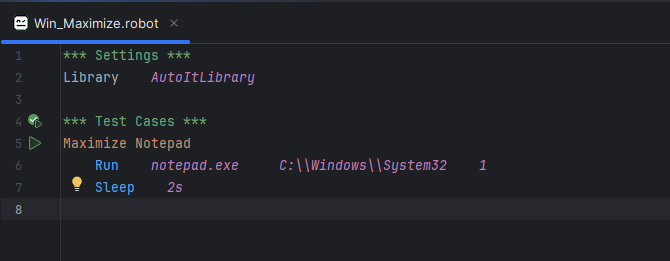 Win_Maximize.robot
1 *** Settings ***
2 Library    AutoItLibrary
3
4 *** Test Cases ***
5 Maximize Notepad
6     Run    notepad.exe    C:\\Windows\\System32    1
7     Sleep    2s
8